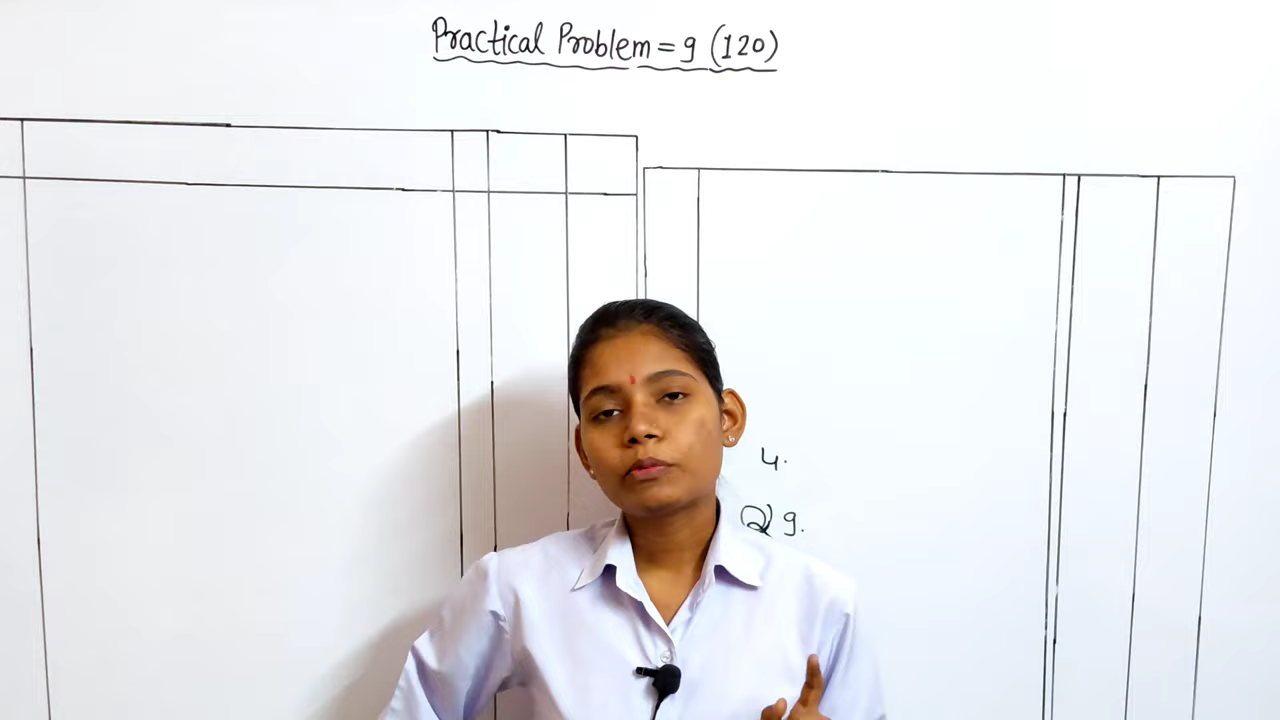 Practical Problem = 9 (120)
4.
Q) 9.